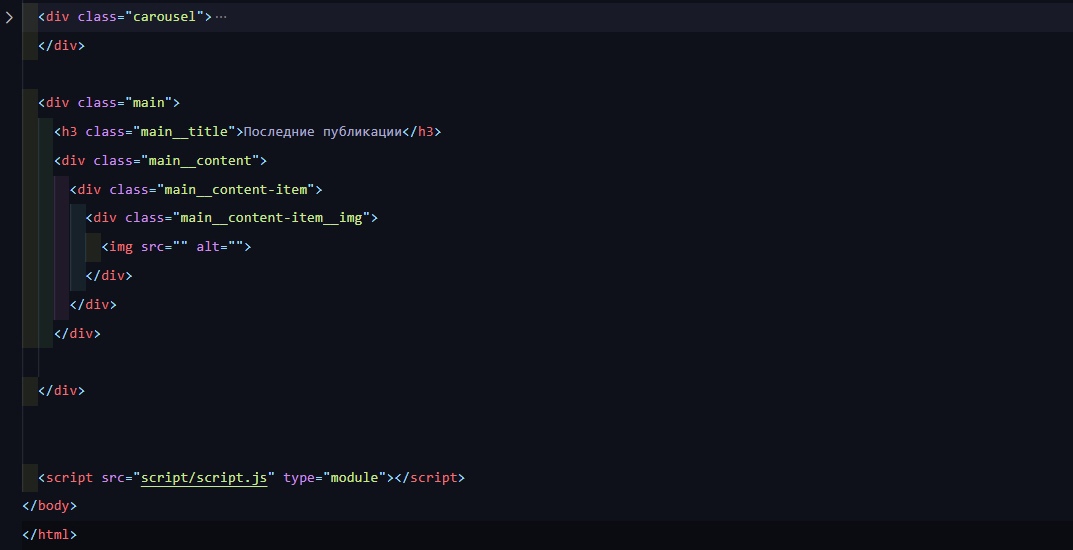 <div class="carousel">···
</div>
<div class="main">
<h3 class="main__title">Последние публикации</h3>
<div class="main__content">
<div class="main__content-item">
<div class="main__content-item__img">
<img src="" alt="">
</div>
</div>
</div>
</div>
<script src="script/script.js" type="module"></script>
</body>
</html>